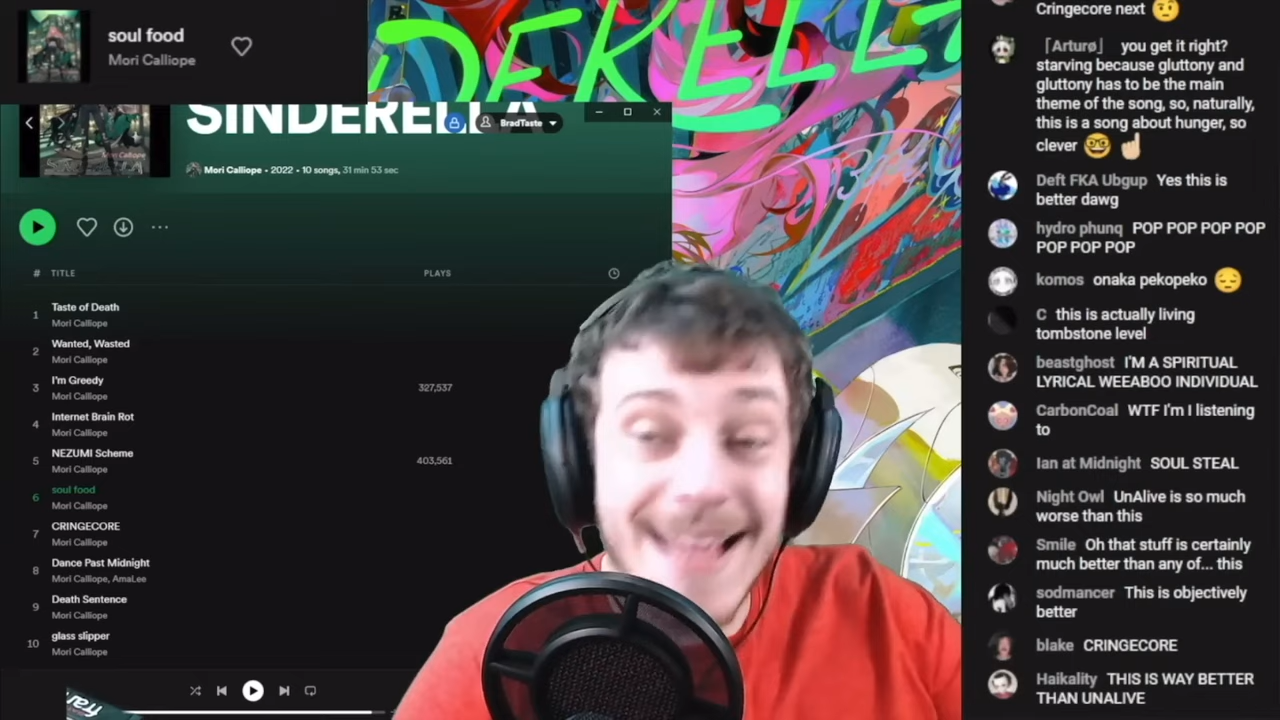 soul food
Mori Calliope
SINDERELLA
BradTaste
Mori Calliope • 2022 • 10 songs, 31 min 53 sec
# TITLE PLAYS
1 Taste of Death
Mori Calliope
2 Wanted, Wasted
Mori Calliope
3 I'm Greedy 327,537
Mori Calliope
4 Internet Brain Rot
Mori Calliope
5 NEZUMI Scheme 403,561
Mori Calliope
6 soul food
Mori Calliope
7 CRINGECORE
Mori Calliope
8 Dance Past Midnight
Mori Calliope, AmaLee
9 Death Sentence
Mori Calliope
10 glass slipper
Mori Calliope
Cringecore next 🤨
「Arturø」 you get it right?
starving because gluttony and
gluttony has to be the main
theme of the song, so, naturally,
this is a song about hunger, so
clever 🤓 ☝🏻
Deft FKA Ubgup Yes this is
better dawg
hydro phunq POP POP POP POP
POP POP POP
komos onaka pekopeko 😔
C this is actually living
tombstone level
beastghost I'M A SPIRITUAL
LYRICAL WEEABOO INDIVIDUAL
CarbonCoal WTF I'm I listening
to
Ian at Midnight SOUL STEAL
Night Owl UnAlive is so much
worse than this
Smile Oh that stuff is certainly
much better than any of... this
sodmancer This is objectively
better
blake CRINGECORE
Haikality THIS IS WAY BETTER
THAN UNALIVE